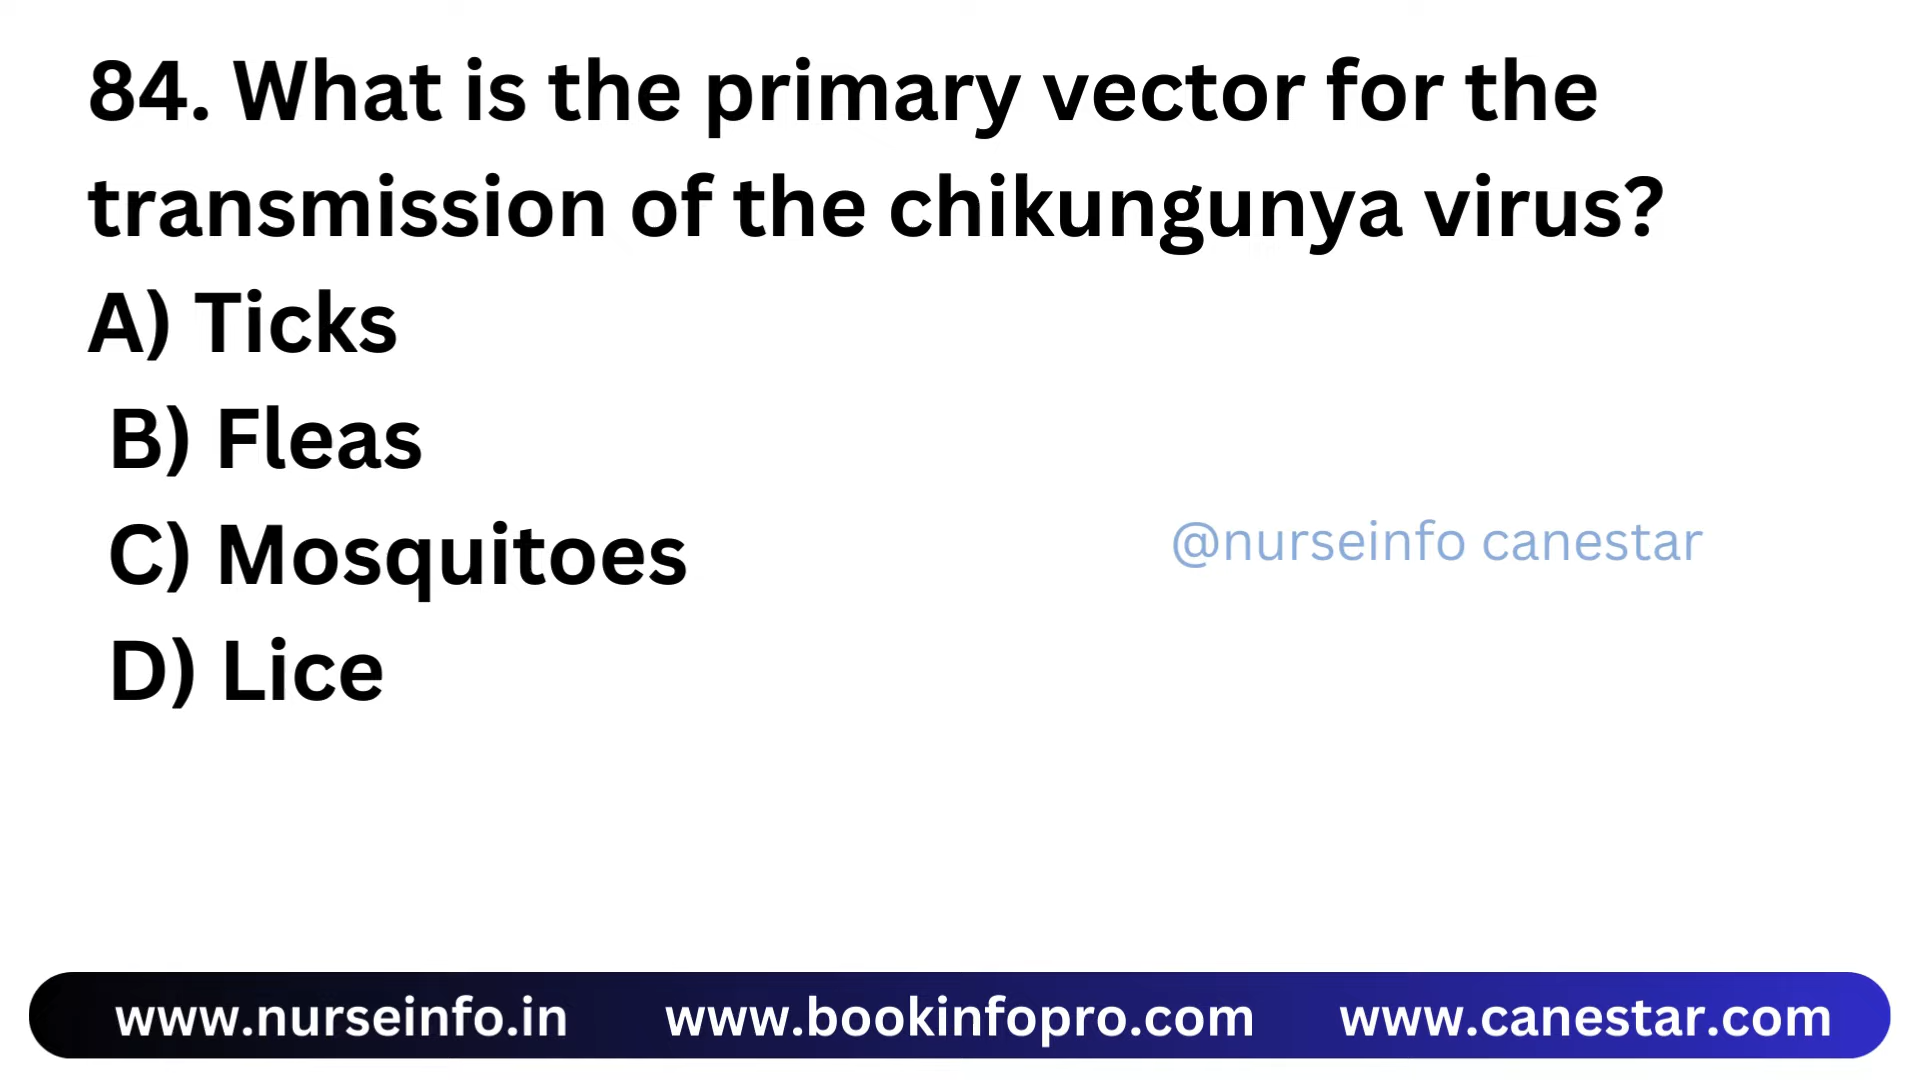 84. What is the primary vector for the
transmission of the chikungunya virus?
A) Ticks
B) Fleas
C) Mosquitoes
@nurseinfo canestar
D) Lice
www.nurseinfo.in www.bookinfopro.com www.canestar.com